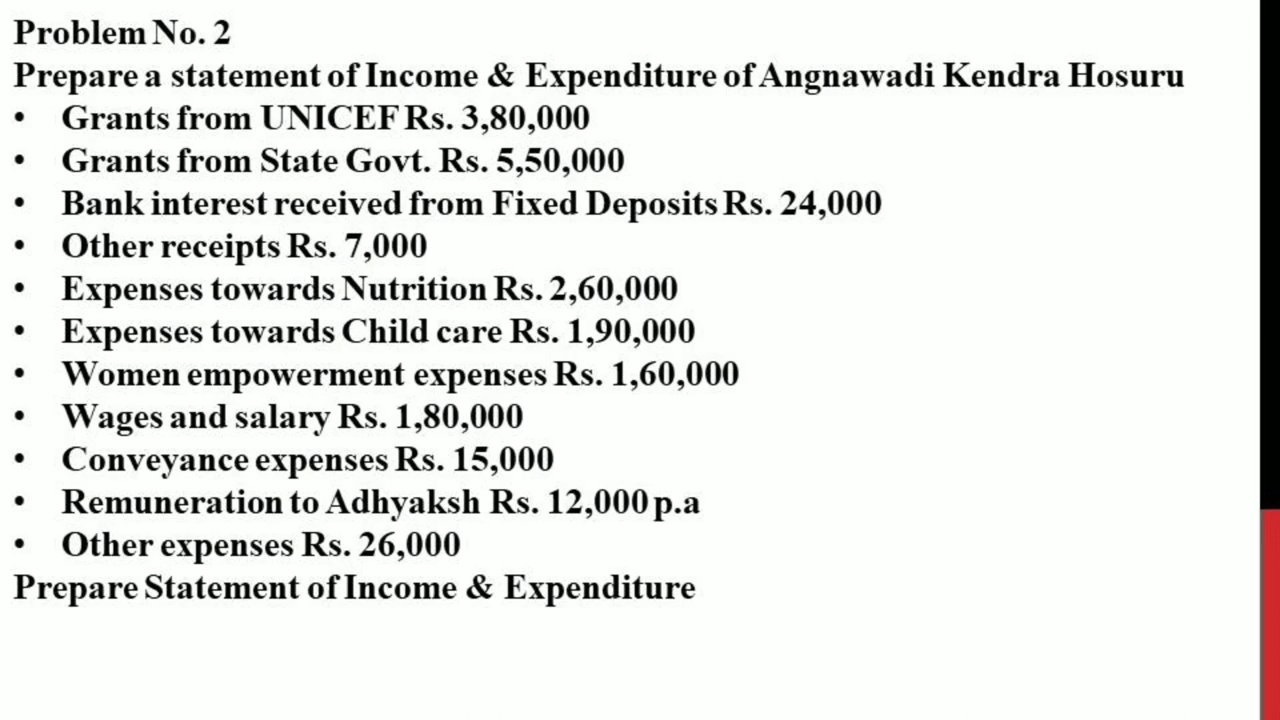 Problem No. 2
Prepare a statement of Income & Expenditure of Angnawadi Kendra Hosuru
• Grants from UNICEF Rs. 3,80,000
• Grants from State Govt. Rs. 5,50,000
• Bank interest received from Fixed Deposits Rs. 24,000
• Other receipts Rs. 7,000
• Expenses towards Nutrition Rs. 2,60,000
• Expenses towards Child care Rs. 1,90,000
• Women empowerment expenses Rs. 1,60,000
• Wages and salary Rs. 1,80,000
• Conveyance expenses Rs. 15,000
• Remuneration to Adhyaksh Rs. 12,000 p.a
• Other expenses Rs. 26,000
Prepare Statement of Income & Expenditure